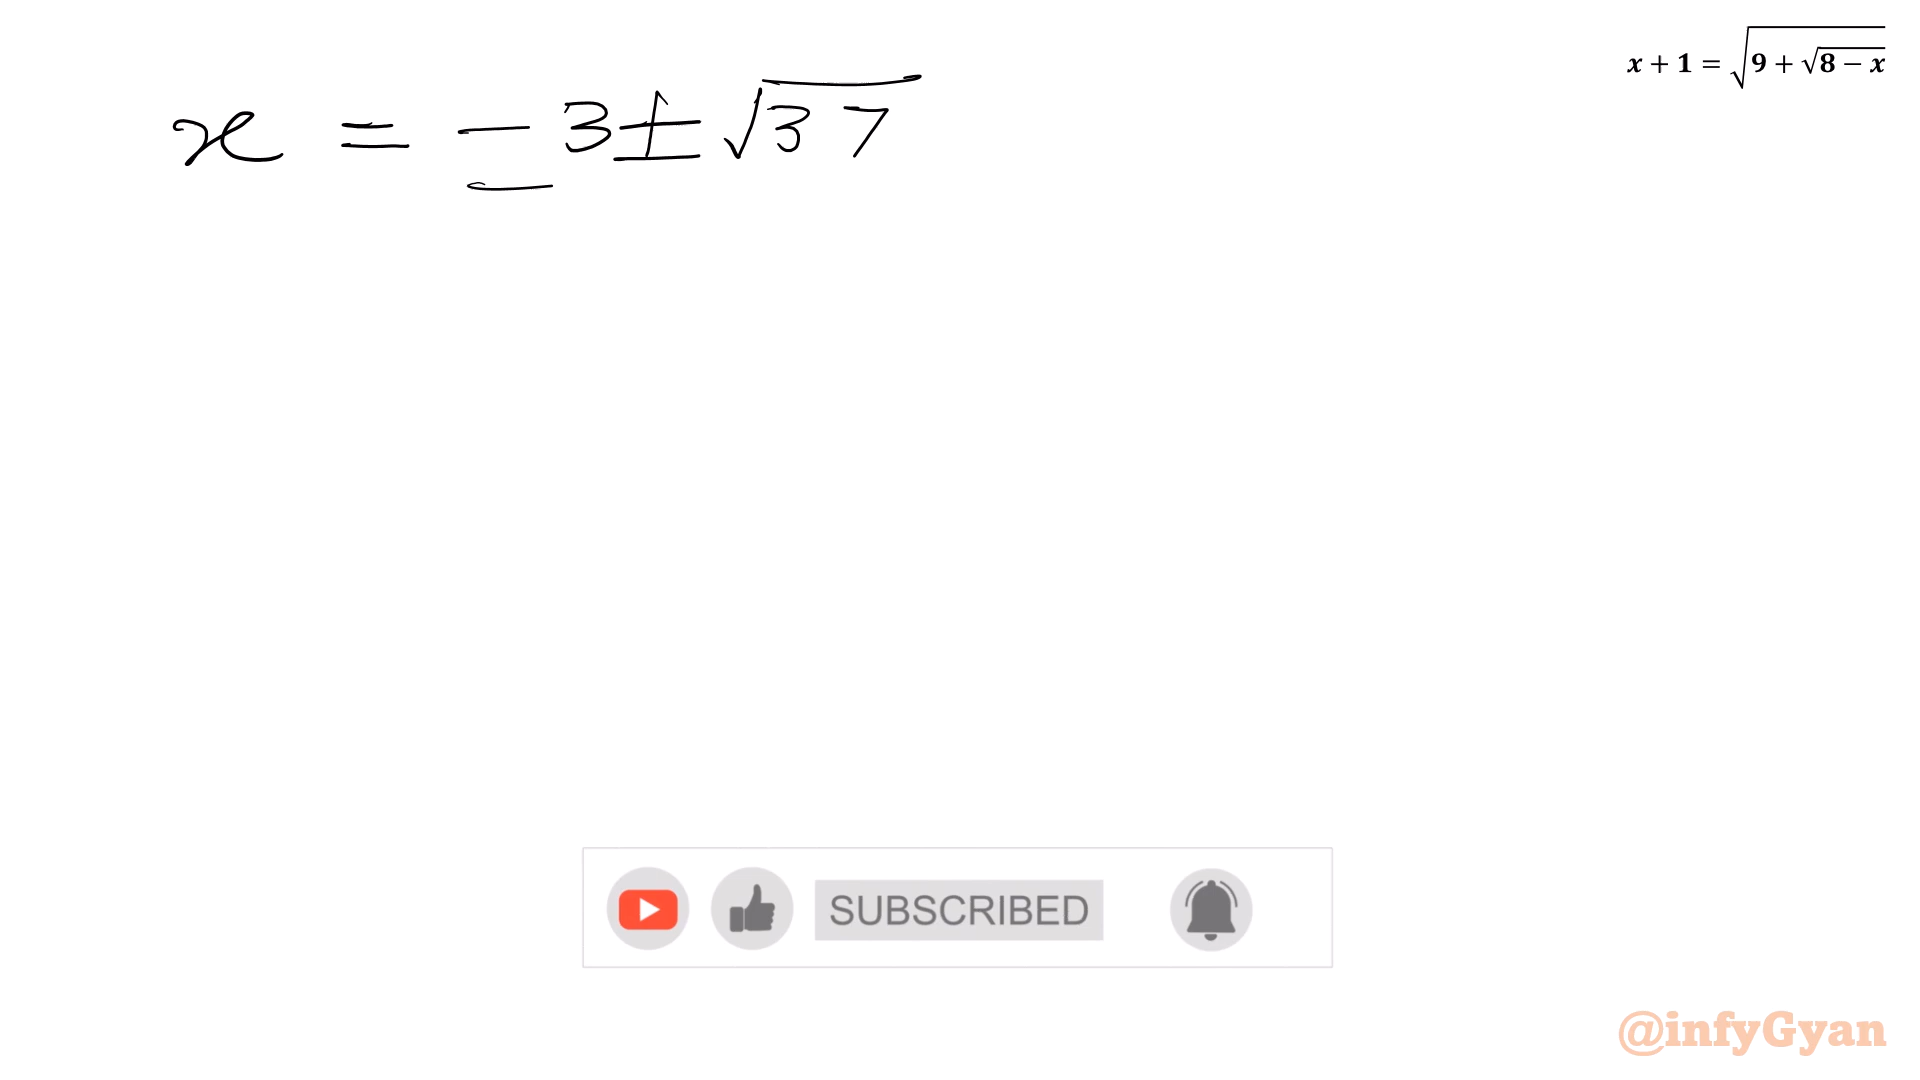 x + 1 = √(9 + √(8 − x))
x = −3 ± √37
SUBSCRIBED
@infyGyan